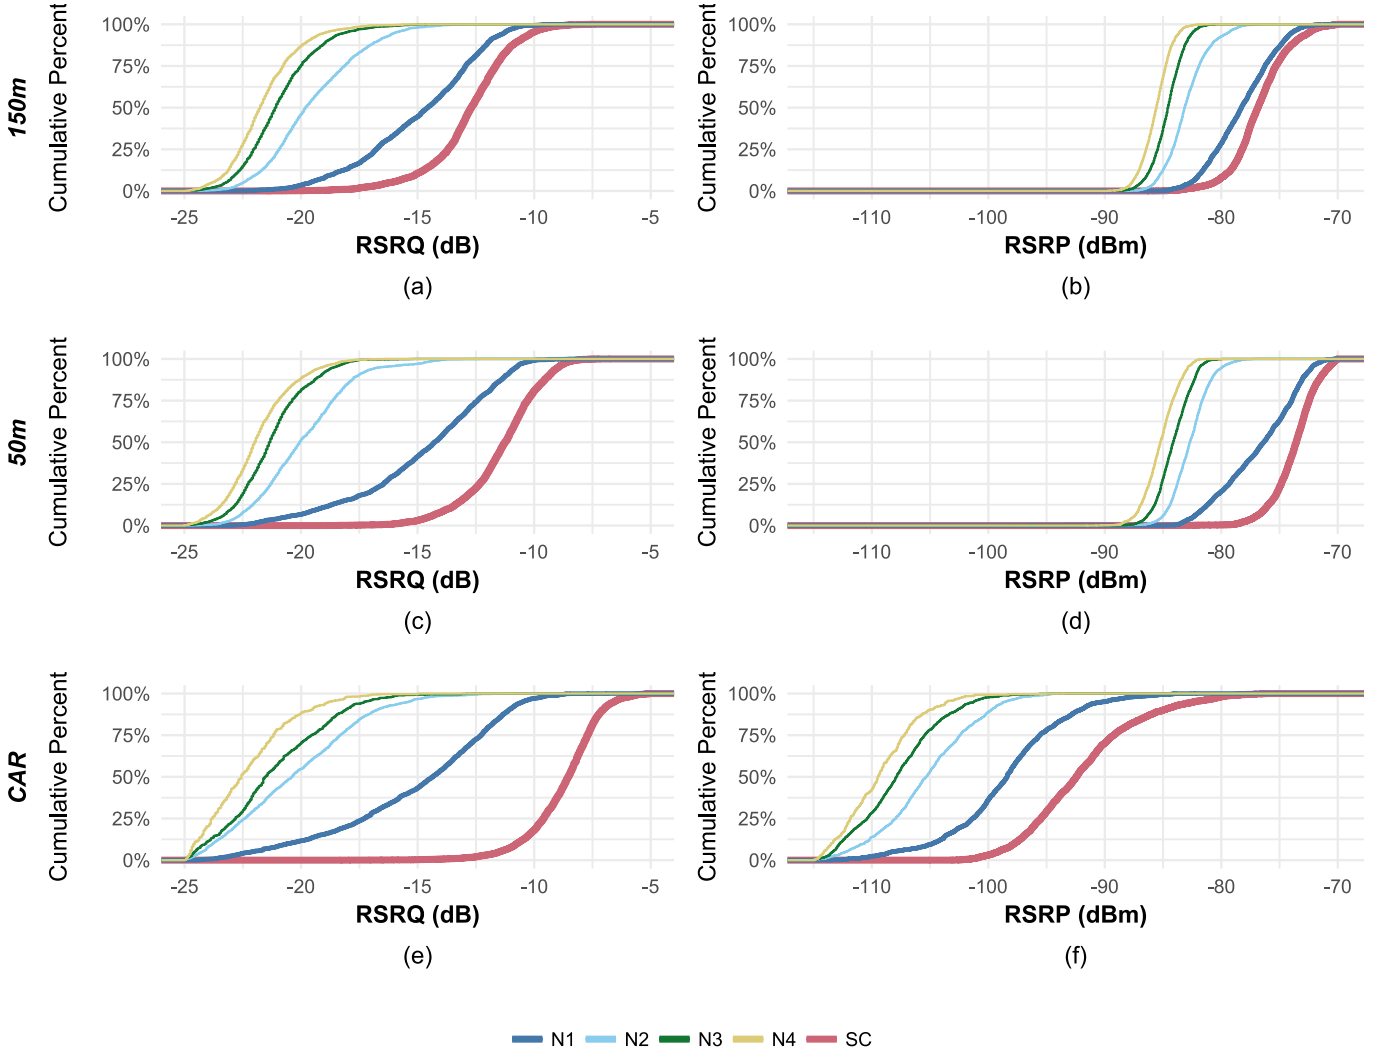 150m
Cumulative Percent
100%
75%
50%
25%
0%
-25 -20 -15 -10 -5
RSRQ (dB)
(a)
Cumulative Percent
100%
75%
50%
25%
0%
-110 -100 -90 -80 -70
RSRP (dBm)
(b)
50m
Cumulative Percent
100%
75%
50%
25%
0%
-25 -20 -15 -10 -5
RSRQ (dB)
(c)
Cumulative Percent
100%
75%
50%
25%
0%
-110 -100 -90 -80 -70
RSRP (dBm)
(d)
CAR
Cumulative Percent
100%
75%
50%
25%
0%
-25 -20 -15 -10 -5
RSRQ (dB)
(e)
Cumulative Percent
100%
75%
50%
25%
0%
-110 -100 -90 -80 -70
RSRP (dBm)
(f)
N1 N2 N3 N4 SC